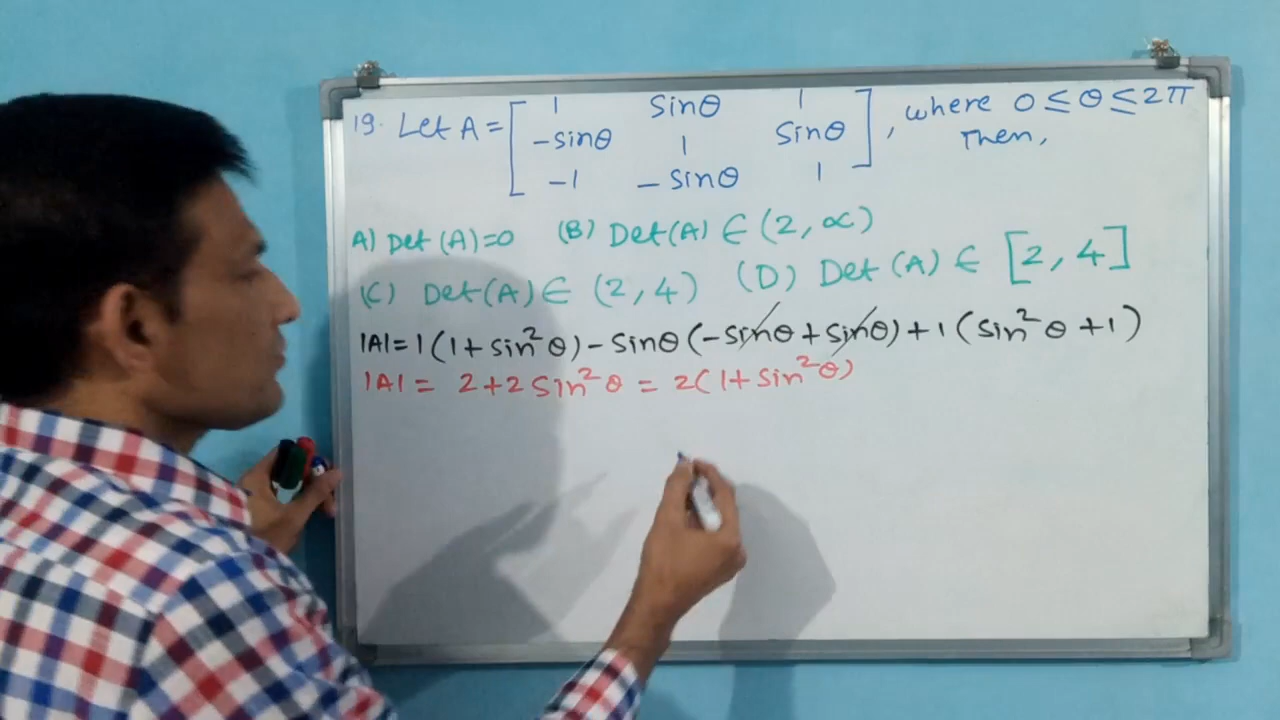 19. Let A = [ 1 sinθ 1 ], where 0 ≤ θ ≤ 2π
-sinθ 1 sinθ Then,
-1 - sinθ 1
A) Det (A) = 0 (B) Det(A) ∈ (2, ∝)
(C) Det(A) ∈ (2, 4) (D) Det (A) ∈ [2, 4]
|A| = 1 (1 + sin²θ) - sinθ (-sinθ + sinθ) + 1 (sin²θ + 1)
|A| = 2 + 2 sin²θ = 2(1 + sin²θ)